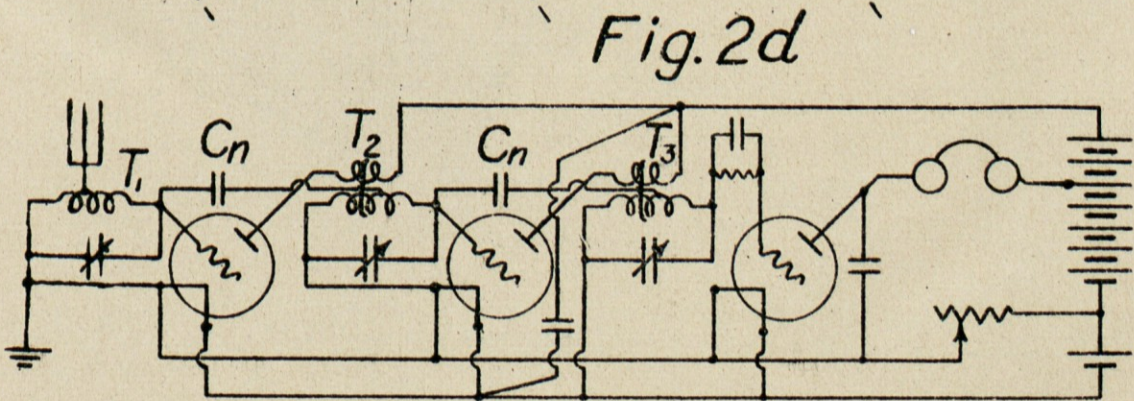 Fig. 2d
T₁
Cn
T₂
Cn
T₃